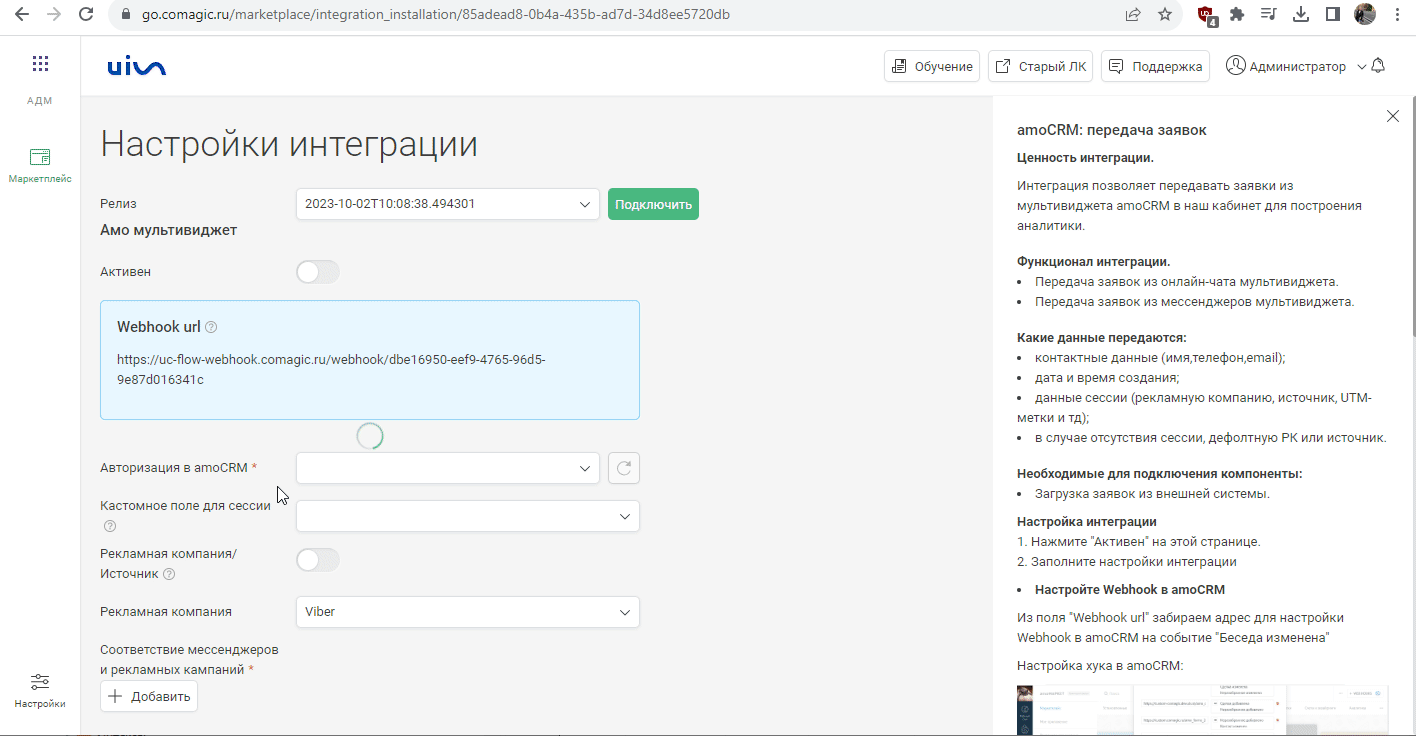 go.comagic.ru/marketplace/integration_installation/85adead8-0b4a-435b-ad7d-34d8ee5720db
4
uis
Обучение
Старый ЛК
Поддержка
Администратор
АДМ
Маркетплейс
Настройки
Настройки интеграции
Релиз
2023-10-02T10:08:38.494301
Подключить
Амо мультивиджет
Активен
Webhook url
https://uc-flow-webhook.comagic.ru/webhook/dbe16950-eef9-4765-96d5-
9e87d016341c
Авторизация в amoCRM *
Кастомное поле для сессии
Рекламная компания/
Источник
Рекламная компания
Viber
Соответствие мессенджеров
и рекламных кампаний *
Добавить
amoCRM: передача заявок
Ценность интеграции.
Интеграция позволяет передавать заявки из
мультивиджета amoCRM в наш кабинет для построения
аналитики.
Функционал интеграции.
• Передача заявок из онлайн-чата мультивиджета.
• Передача заявок из мессенджеров мультивиджета.
Какие данные передаются:
• контактные данные (имя,телефон,email);
• дата и время создания;
• данные сессии (рекламную компанию, источник, UTM-
метки и тд);
• в случае отсутствия сессии, дефолтную РК или источник.
Необходимые для подключения компоненты:
• Загрузка заявок из внешней системы.
Настройка интеграции
1. Нажмите "Активен" на этой странице.
2. Заполните настройки интеграции
• Настройте Webhook в amoCRM
Из поля "Webhook url" забираем адрес для настройки
Webhook в amoCRM на событие "Беседа изменена"
Настройка хука в amoCRM: